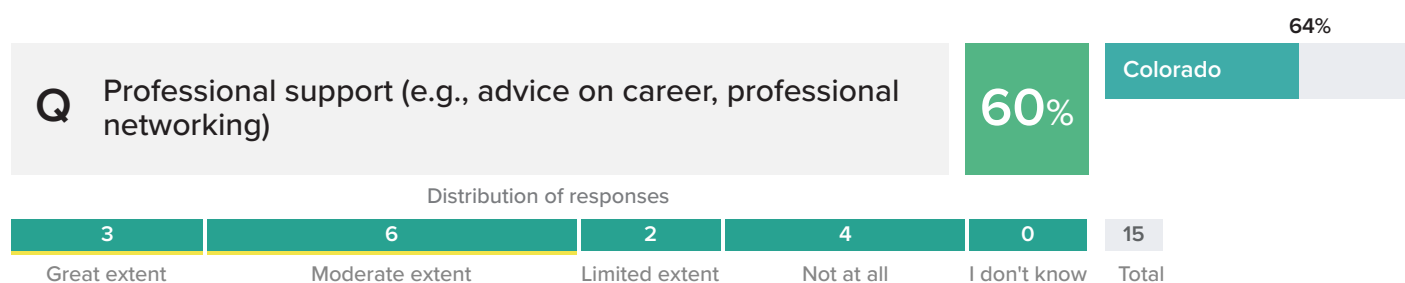 64%
Q
Professional support (e.g., advice on career, professional
networking)
60%
Colorado
Distribution of responses
3 6 2 4 0 15
Great extent Moderate extent Limited extent Not at all I don't know Total